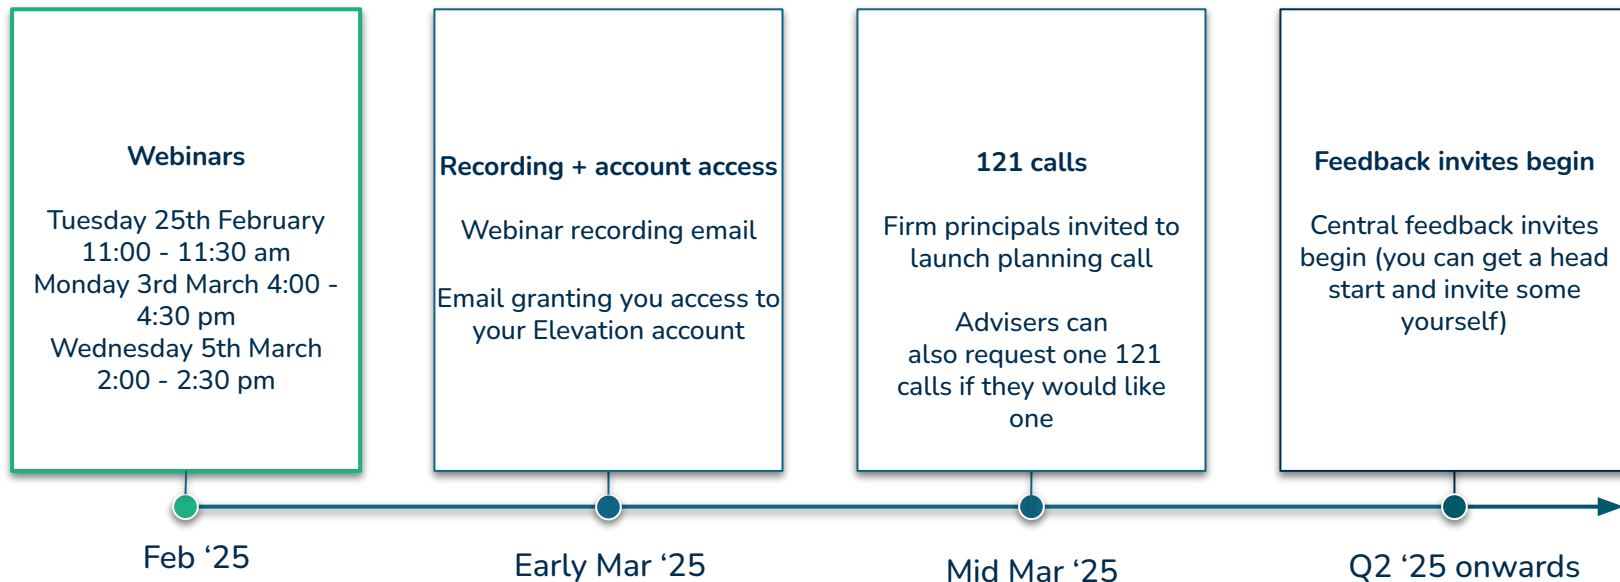 Webinars
Tuesday 25th February
11:00 - 11:30 am
Monday 3rd March 4:00 -
4:30 pm
Wednesday 5th March
2:00 - 2:30 pm
Feb ‘25
Recording + account access
Webinar recording email
Email granting you access to
your Elevation account
Early Mar ‘25
121 calls
Firm principals invited to
launch planning call
Advisers can
also request one 121
calls if they would like
one
Mid Mar ‘25
Feedback invites begin
Central feedback invites
begin (you can get a head
start and invite some
yourself)
Q2 ‘25 onwards